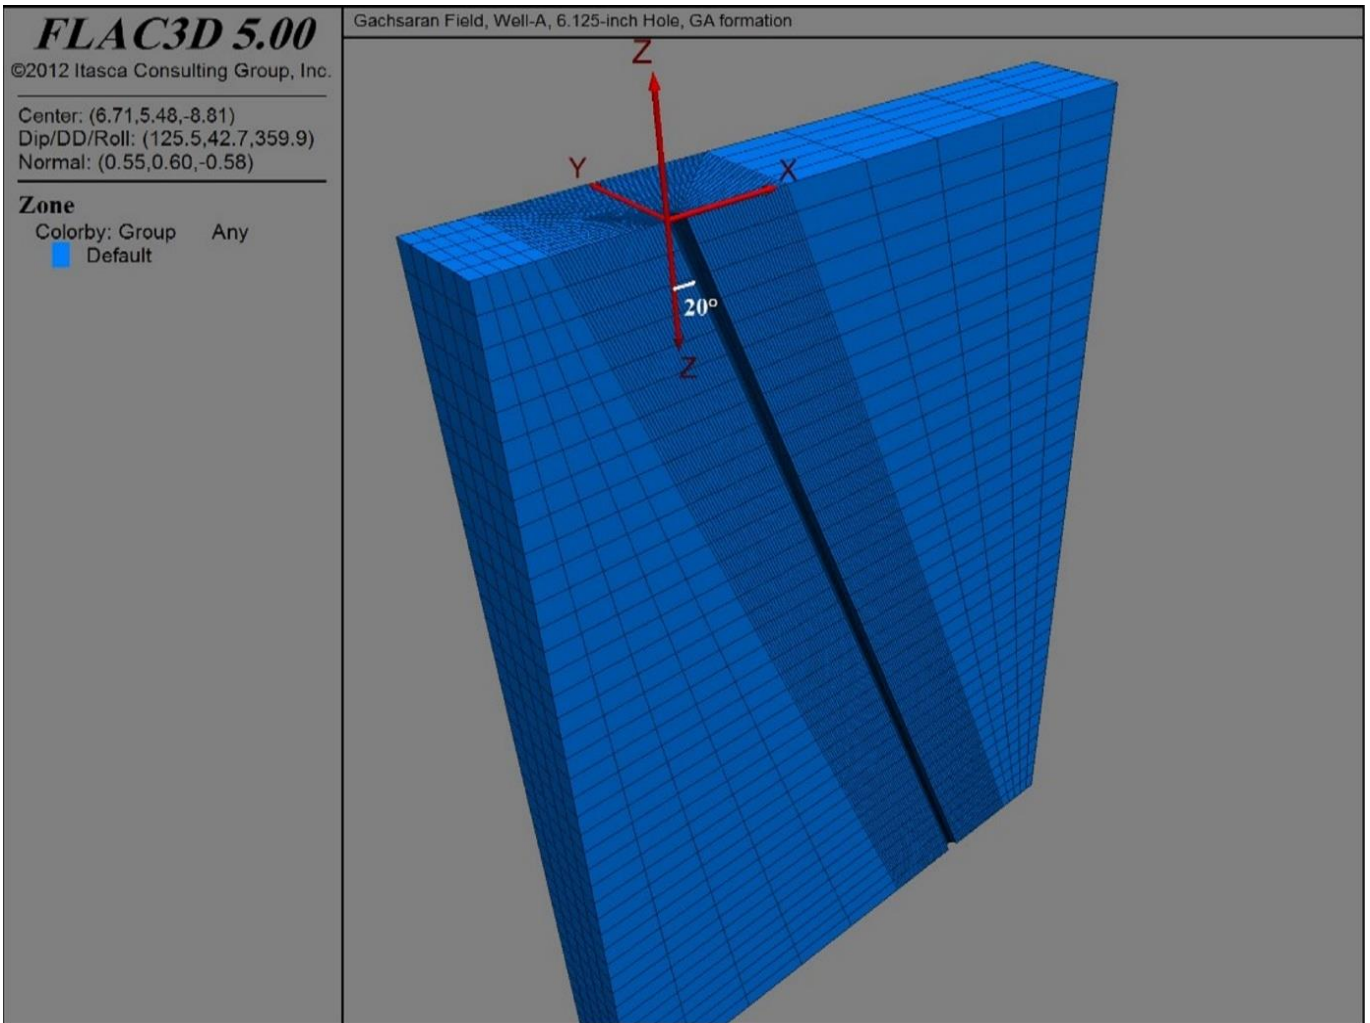 FLAC3D 5.00
©2012 Itasca Consulting Group, Inc.
Center: (6.71,5.48,-8.81)
Dip/DD/Roll: (125.5,42.7,359.9)
Normal: (0.55,0.60,-0.58)
Zone
Colorby: Group Any
Default
Gachsaran Field, Well-A, 6.125-inch Hole, GA formation
Z
Y
X
20°
Z